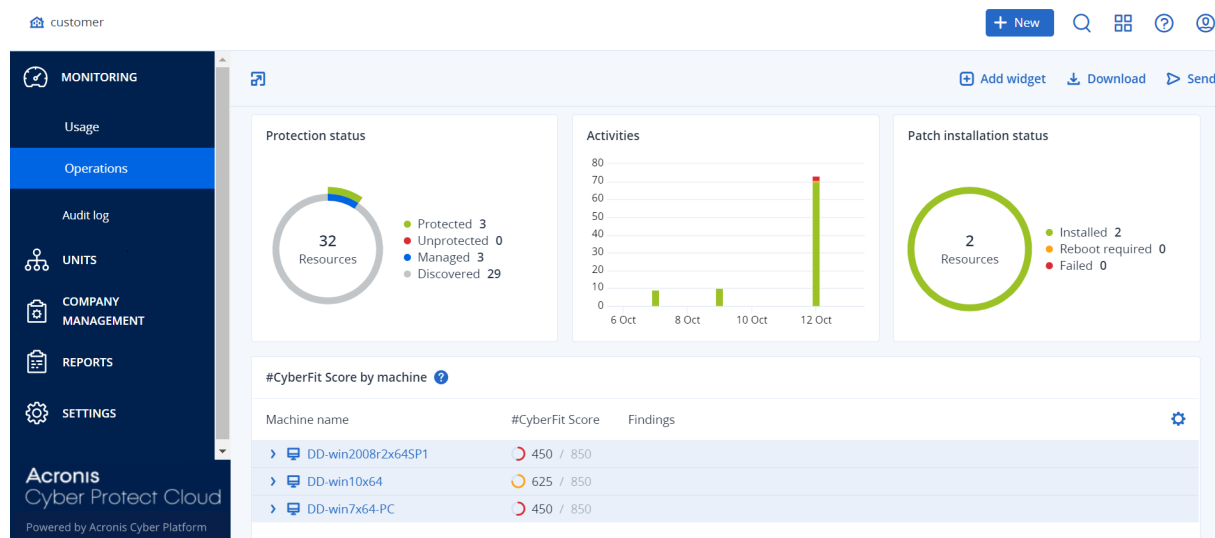 customer
+ New
MONITORING
Usage
Operations
Audit log
UNITS
COMPANY
MANAGEMENT
REPORTS
SETTINGS
Acronis
Cyber Protect Cloud
Powered by Acronis Cyber Platform
Add widget
Download
Send
Protection status
32
Resources
Protected 3
Unprotected 0
Managed 3
Discovered 29
Activities
80
70
60
50
40
30
20
10
0
6 Oct 8 Oct 10 Oct 12 Oct
Patch installation status
2
Resources
Installed 2
Reboot required 0
Failed 0
#CyberFit Score by machine ?
Machine name #CyberFit Score Findings
DD-win2008r2x64SP1 450 / 850
DD-win10x64 625 / 850
DD-win7x64-PC 450 / 850